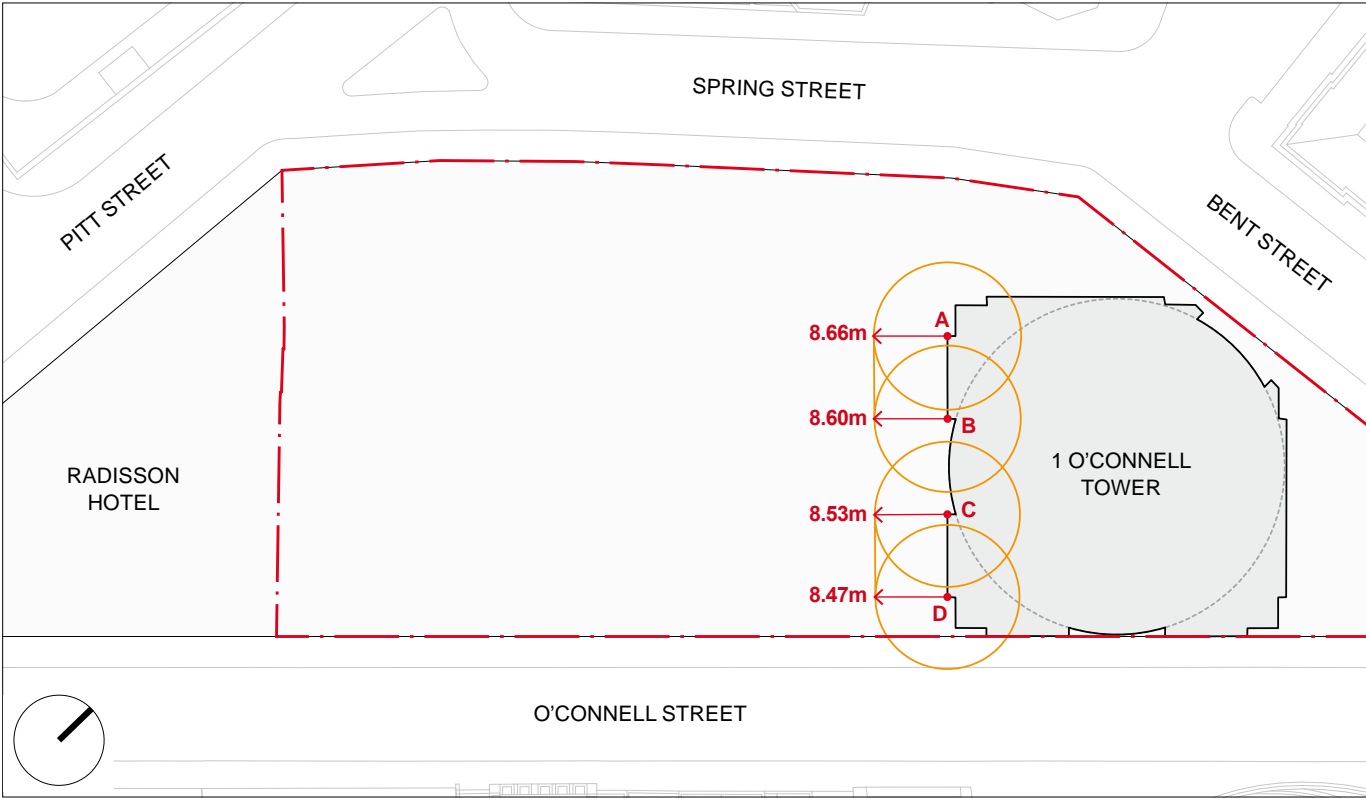 SPRING STREET
PITT STREET
BENT STREET
A
8.66m
8.60m
B
RADISSON
HOTEL
1 O'CONNELL
TOWER
8.53m
C
8.47m
D
O'CONNELL STREET